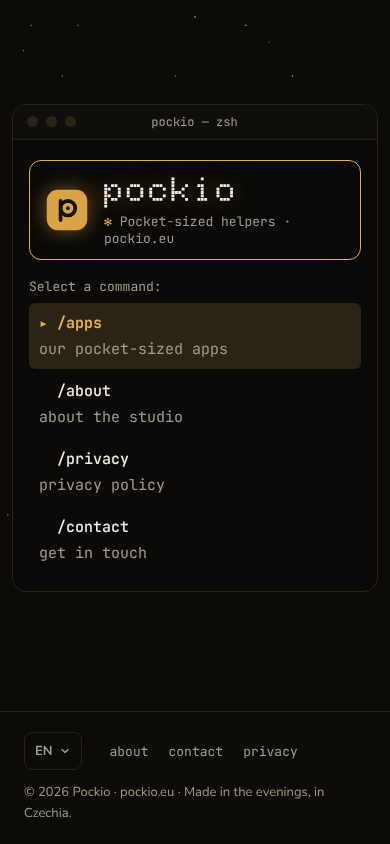 pockio — zsh
pockio
✻ Pocket-sized helpers ·
pockio.eu
Select a command:
▸ /apps
our pocket-sized apps
/about
about the studio
/privacy
privacy policy
/contact
get in touch
EN
about contact privacy
© 2026 Pockio · pockio.eu · Made in the evenings, in
Czechia.